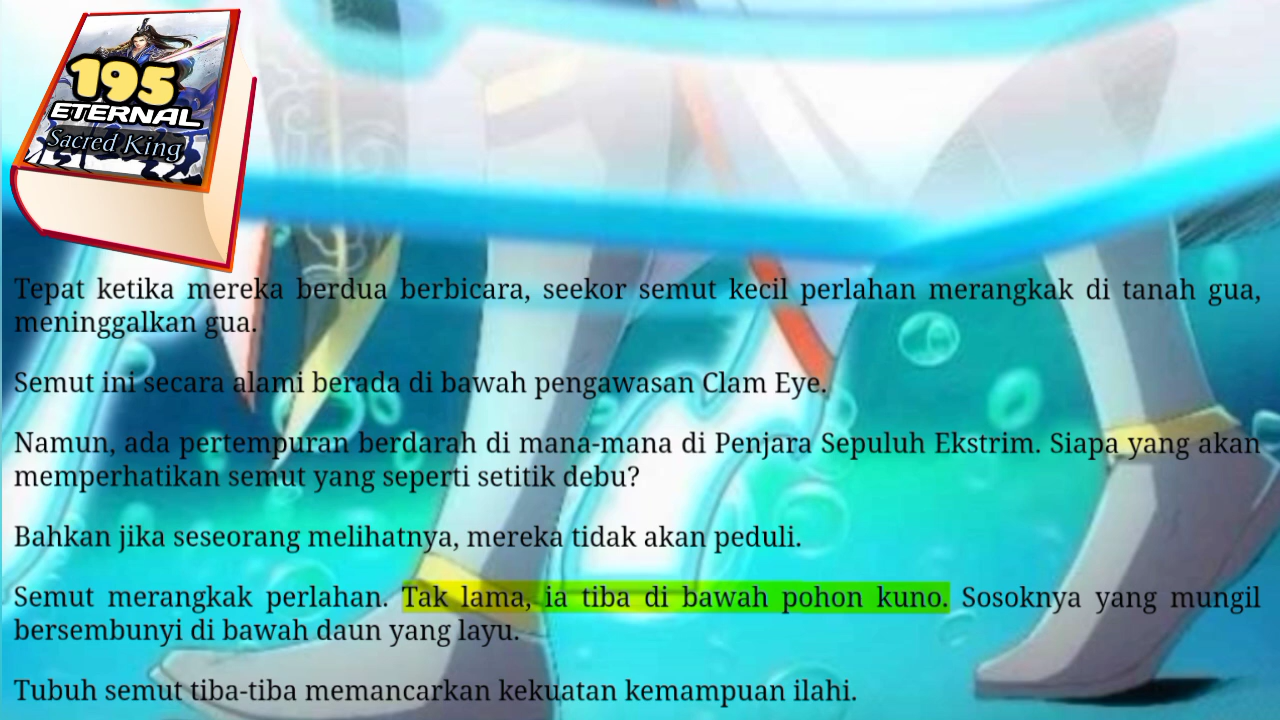 195
ETERNAL
Sacred King
Tepat ketika mereka berdua berbicara, seekor semut kecil perlahan merangkak di tanah gua,
meninggalkan gua.
Semut ini secara alami berada di bawah pengawasan Clam Eye.
Namun, ada pertempuran berdarah di mana-mana di Penjara Sepuluh Ekstrim. Siapa yang akan
memperhatikan semut yang seperti setitik debu?
Bahkan jika seseorang melihatnya, mereka tidak akan peduli.
Semut merangkak perlahan. Tak lama, ia tiba di bawah pohon kuno. Sosoknya yang mungil
bersembunyi di bawah daun yang layu.
Tubuh semut tiba-tiba memancarkan kekuatan kemampuan ilahi.